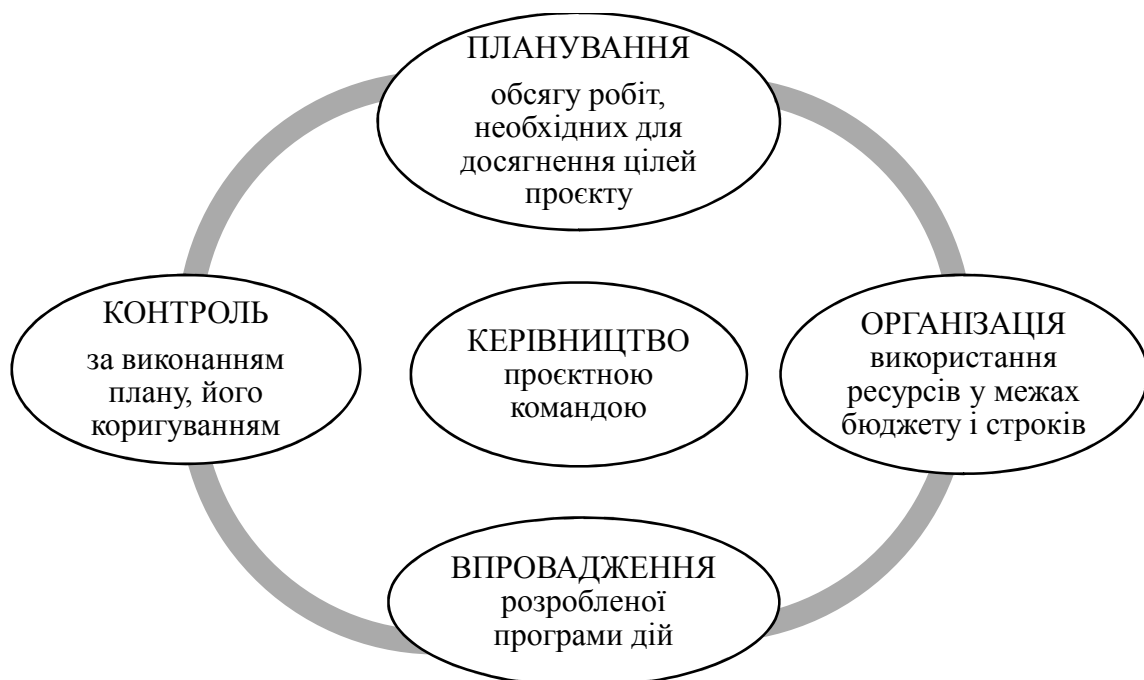 ПЛАНУВАННЯ
обсягу робіт,
необхідних для
досягнення цілей
проєкту
КОНТРОЛЬ
за виконанням
плану, його
коригуванням
КЕРІВНИЦТВО
проєктною
командою
ОРГАНІЗАЦІЯ
використання
ресурсів у межах
бюджету і строків
ВПРОВАДЖЕННЯ
розробленої
програми дій